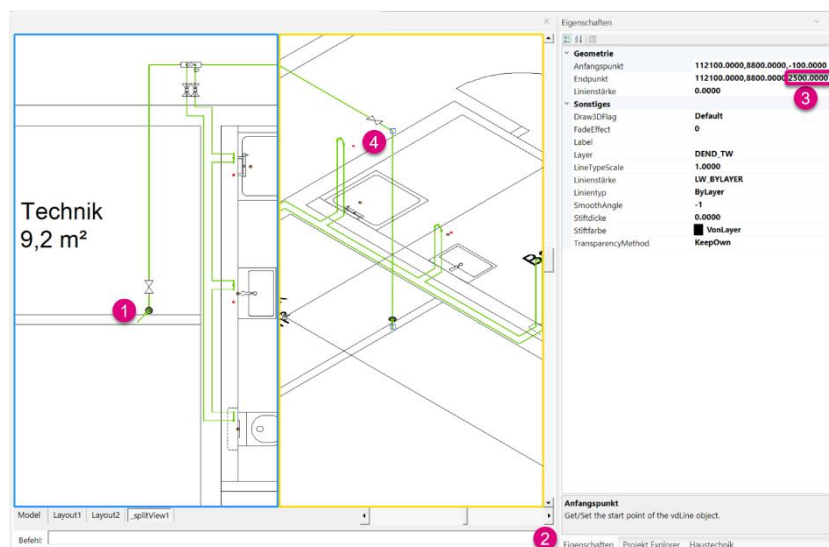 Eigenschaften
Geometrie
Anfangspunkt 112100.0000,8800.0000,-100.0000
Endpunkt 112100.0000,8800.0000,2500.0000
3
Linienstärke 0.0000
Sonstiges
Draw3DFlag Default
FadeEffect 0
Label
Layer DEND_TW
LineTypeScale 1.0000
Linienstärke LW_BYLAYER
Linientyp ByLayer
SmoothAngle -1
Stiftdicke 0.0000
Stiftfarbe VonLayer
TransparencyMethod KeepOwn
4
Technik
9,2 m²
1
Model Layout1 Layout2 _splitView1
Befehl:
2
Anfangspunkt
Get/Set the start point of the vdLine object.
Eigenschaften Projekt Explorer Haustechnik